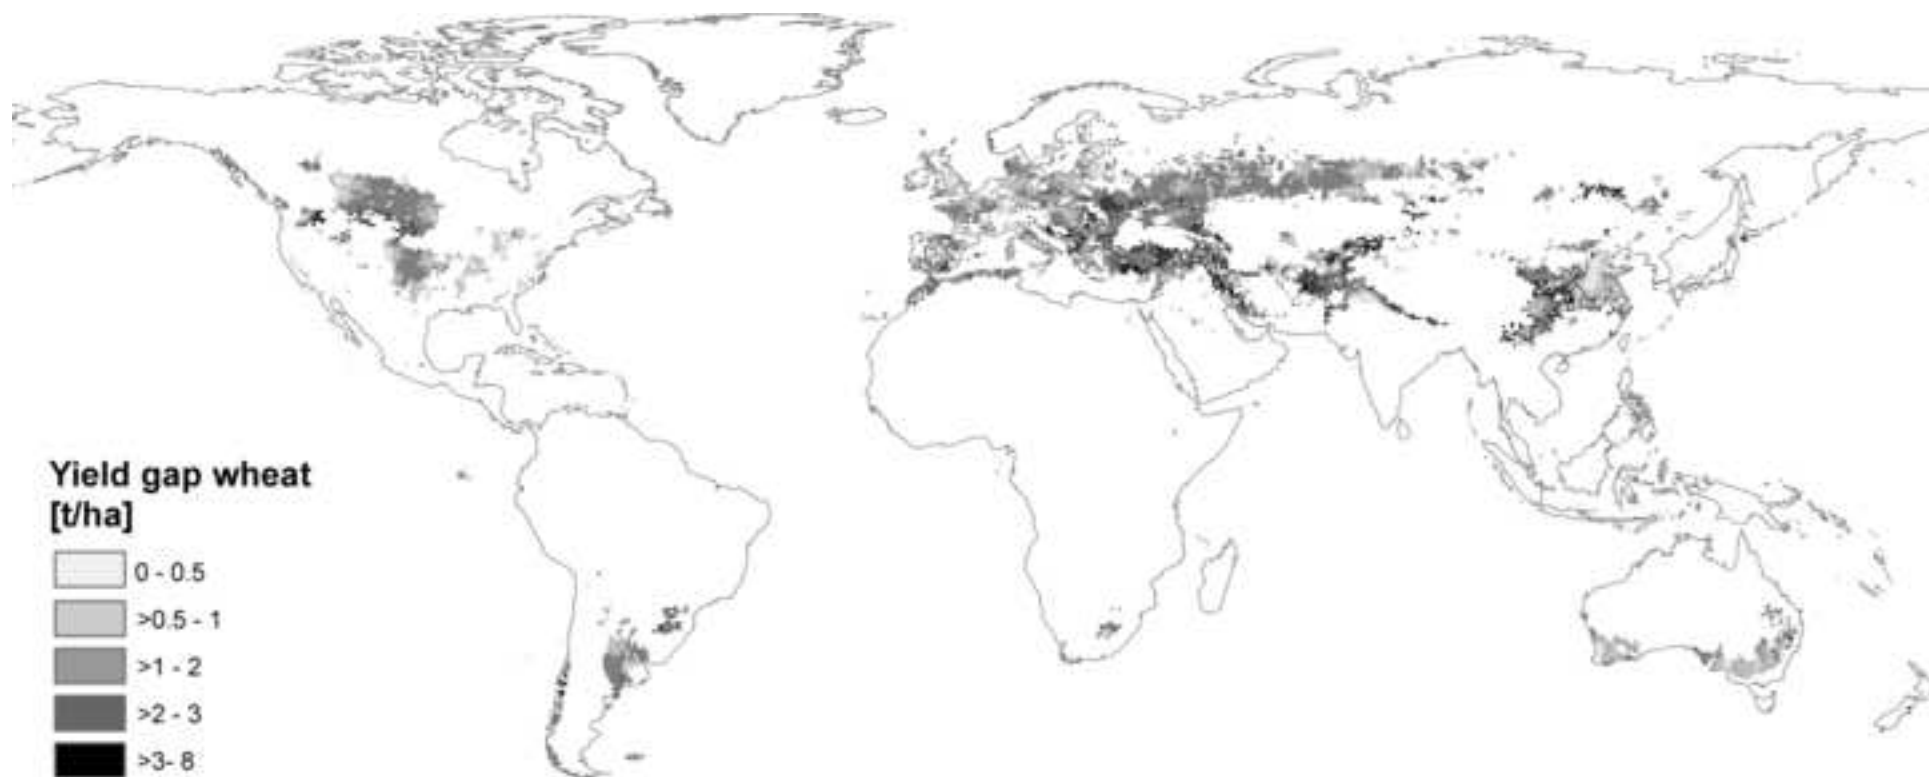 Yield gap wheat
[t/ha]
0 - 0.5
>0.5 - 1
>1 - 2
>2 - 3
>3- 8